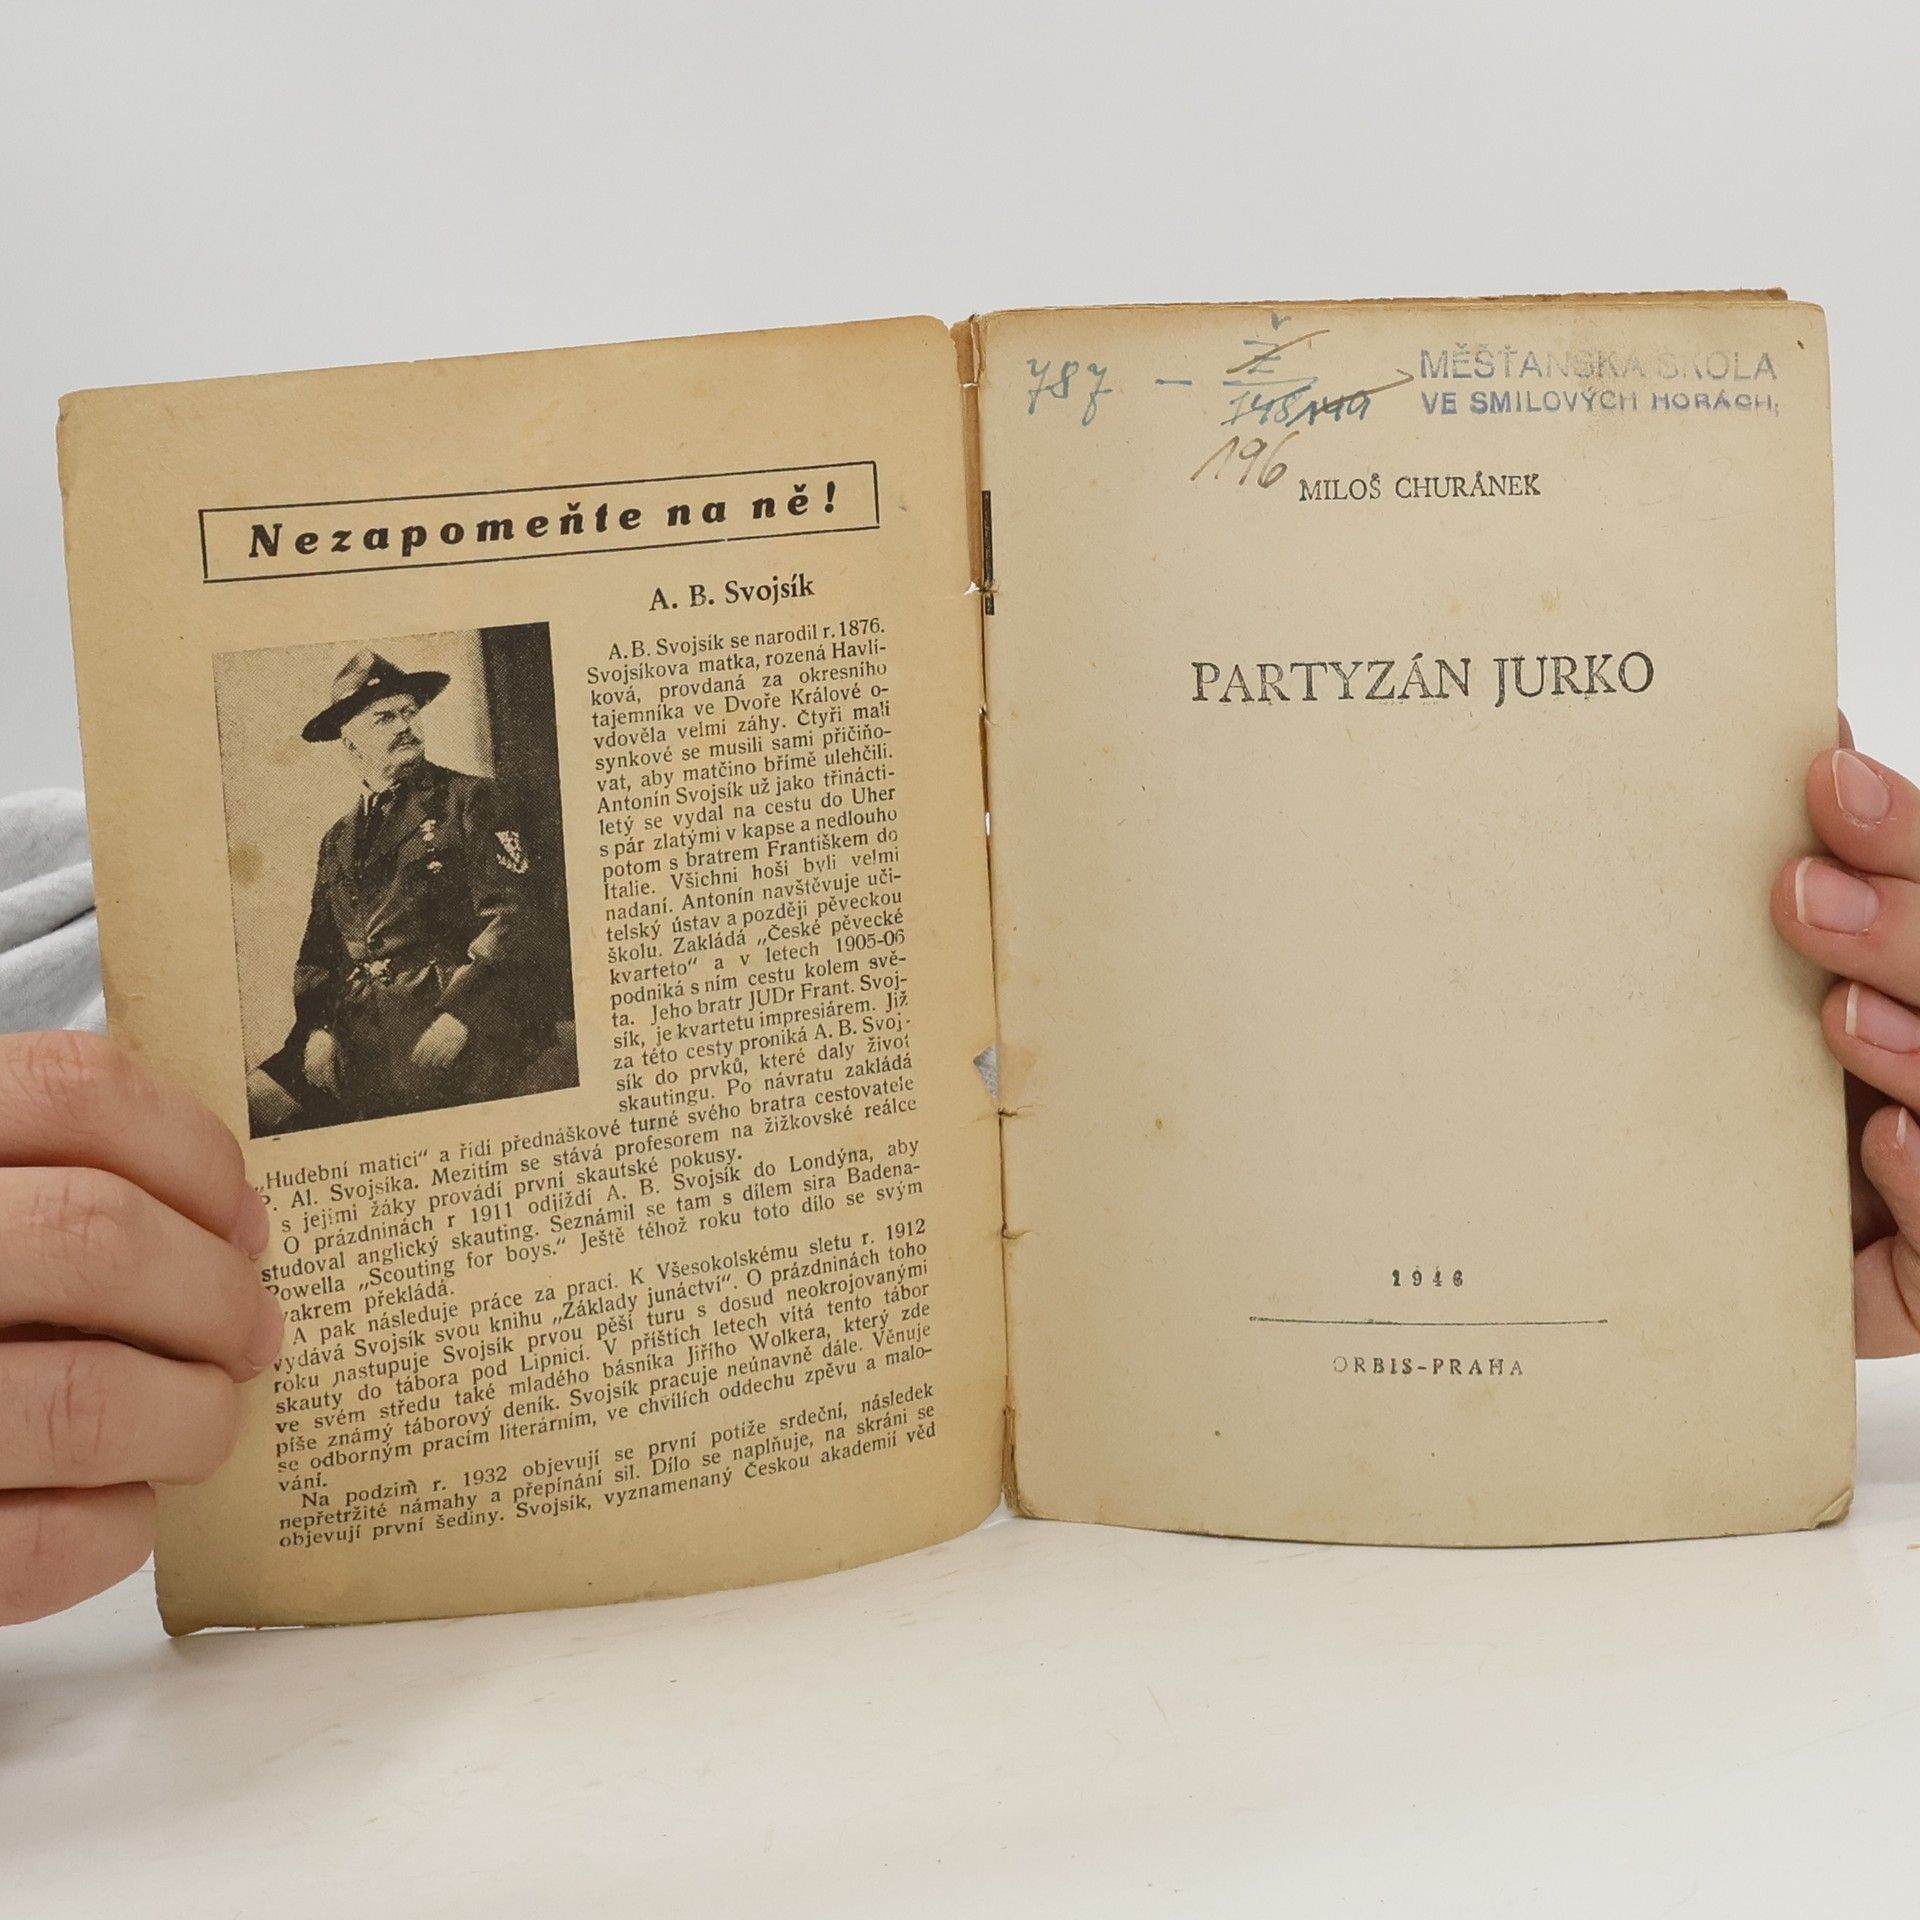 Nezapomeňte na ně!
A. B. Svojsík
A. B. Svojsík se narodil r. 1876.
Svojsíkova matka, rozená Havlí-
ková, provdaná za okresního
tajemníka ve Dvoře Králové o-
vdověla velmi záhy. Čtyři malí
synkové se musili sami přičiňo-
vat, aby matčino břímě ulehčili.
Antonín Svojsík už jako třinácti-
letý se vydal na cestu do Uher
s pár zlatými v kapse a nedlouho
potom s bratrem Františkem do
Italie. Všichni hoši byli velmi
nadaní. Antonín navštěvuje uči-
telský ústav a později pěveckou
školu. Zakládá „České pěvecké
kvarteto“ a v letech 1905-06
podniká s ním cestu kolem svě-
ta. Jeho bratr JUDr Frant. Svoj-
sík, je kvartetu impresiárem. Již
za této cesty proniká A. B. Svoj-
sík do prvků, které daly život
skautingu. Po návratu zakládá
„Hudební matici“ a řídí přednáškové turné svého bratra cestovatele
P. Al. Svojsíka. Mezitím se stává profesorem na žižkovské reálce
s jejími žáky provádí první skautské pokusy.
O prázdninách r 1911 odjíždí A. B. Svojsík do Londýna, aby
studoval anglický skauting. Seznámil se tam s dílem sira Badena-
Powella „Scouting for boys.“ Ještě téhož roku toto dílo se svým
vakrem překládá.
A pak následuje práce za prací. K Všesokolskému sletu r. 1912
vydává Svojsík svou knihu „Základy junáctví“. O prázdninách toho
roku nastupuje Svojsík prvou pěší turu s dosud neokrojovanými
skauty do tábora pod Lipnicí. V příštích letech vítá tento tábor
ve svém středu také mladého básníka Jiřího Wolkera, který zde
píše známý táborový deník. Svojsík pracuje neúnavně dále. Věnuje
se odborným pracím literárním, ve chvílích oddechu zpěvu a malo-
vání.
Na podzim r. 1932 objevují se první potíže srdeční, následek
nepřetržité námahy a přepínání sil. Dílo se naplňuje, na skráni se
objevují první šediny. Svojsík, vyznamenaný Českou akademií věd
787 - Ž
196
MĚŠŤANSKÁ ŠKOLA
VE SMILOVÝCH HORÁCH,
MILOŠ CHURÁNEK
PARTYZÁN JURKO
1946
ORBIS-PRAHA